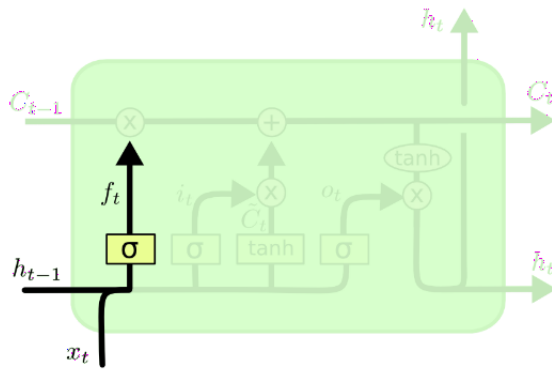 h_t
C_{t-1} × + C_t
tanh
f_t i_t C̃_t o_t × ×
σ σ tanh σ
h_{t-1} h_t
x_t